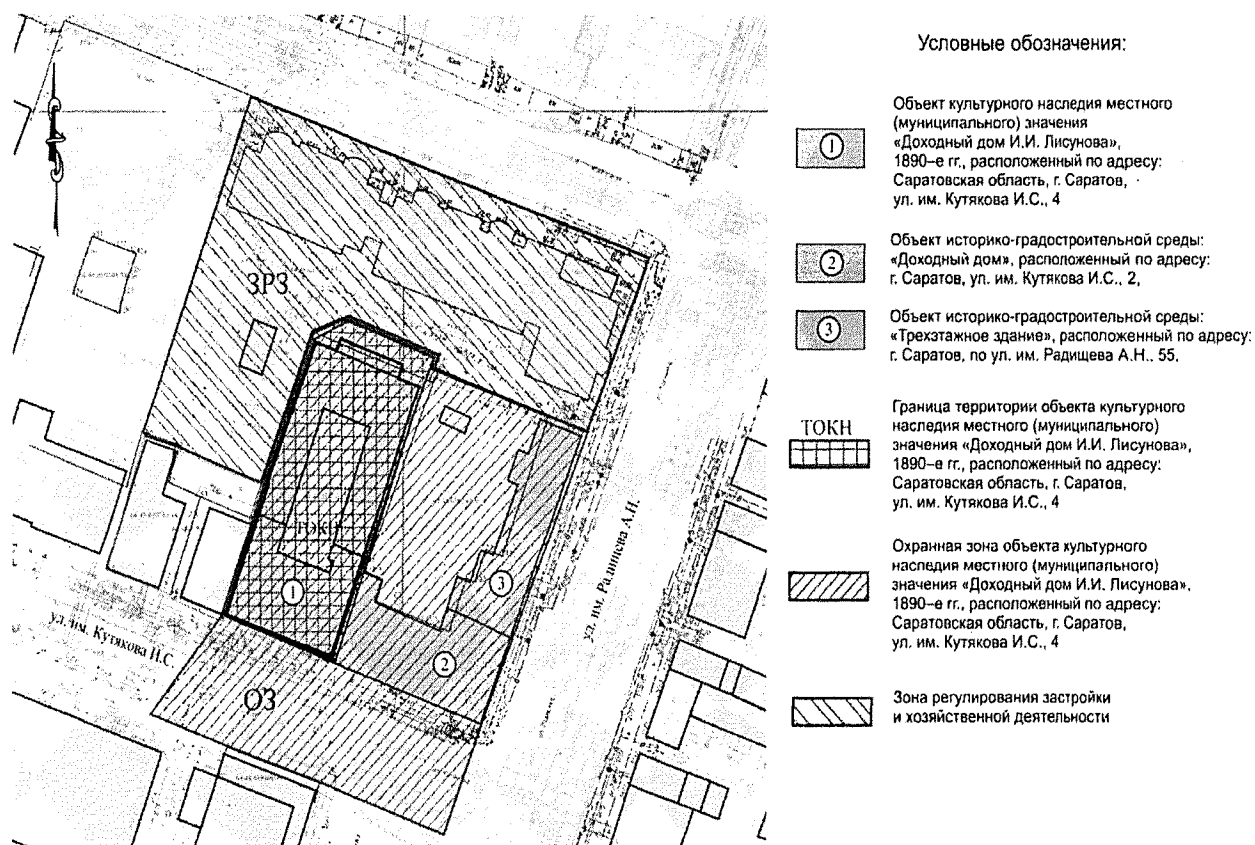 Условные обозначения:
1
Объект культурного наследия местного
(муниципального) значения
«Доходный дом И.И. Лисунова»,
1890–е гг., расположенный по адресу:
Саратовская область, г. Саратов,
ул. им. Кутякова И.С., 4
2
Объект историко-градостроительной среды:
«Доходный дом», расположенный по адресу:
г. Саратов, ул. им. Кутякова И.С., 2,
3
Объект историко-градостроительной среды:
«Трехэтажное здание», расположенный по адресу:
г. Саратов, по ул. им. Радищева А.Н.. 55,
ТОКН
Граница территории объекта культурного
наследия местного (муниципального)
значения «Доходный дом И.И. Лисунова»,
1890–е гг., расположенный по адресу:
Саратовская область, г. Саратов,
ул. им. Кутякова И.С., 4
Охранная зона объекта культурного
наследия местного (муниципального)
значения «Доходный дом И.И. Лисунова»,
1890–е гг., расположенный по адресу:
Саратовская область, г. Саратов,
ул. им. Кутякова И.С., 4
Зона регулирования застройки
и хозяйственной деятельности
ЗРЗ
ТОКН
1
3
2
ул. им. Радищева А.Н.
ул. им. Кутякова И.С.
ОЗ